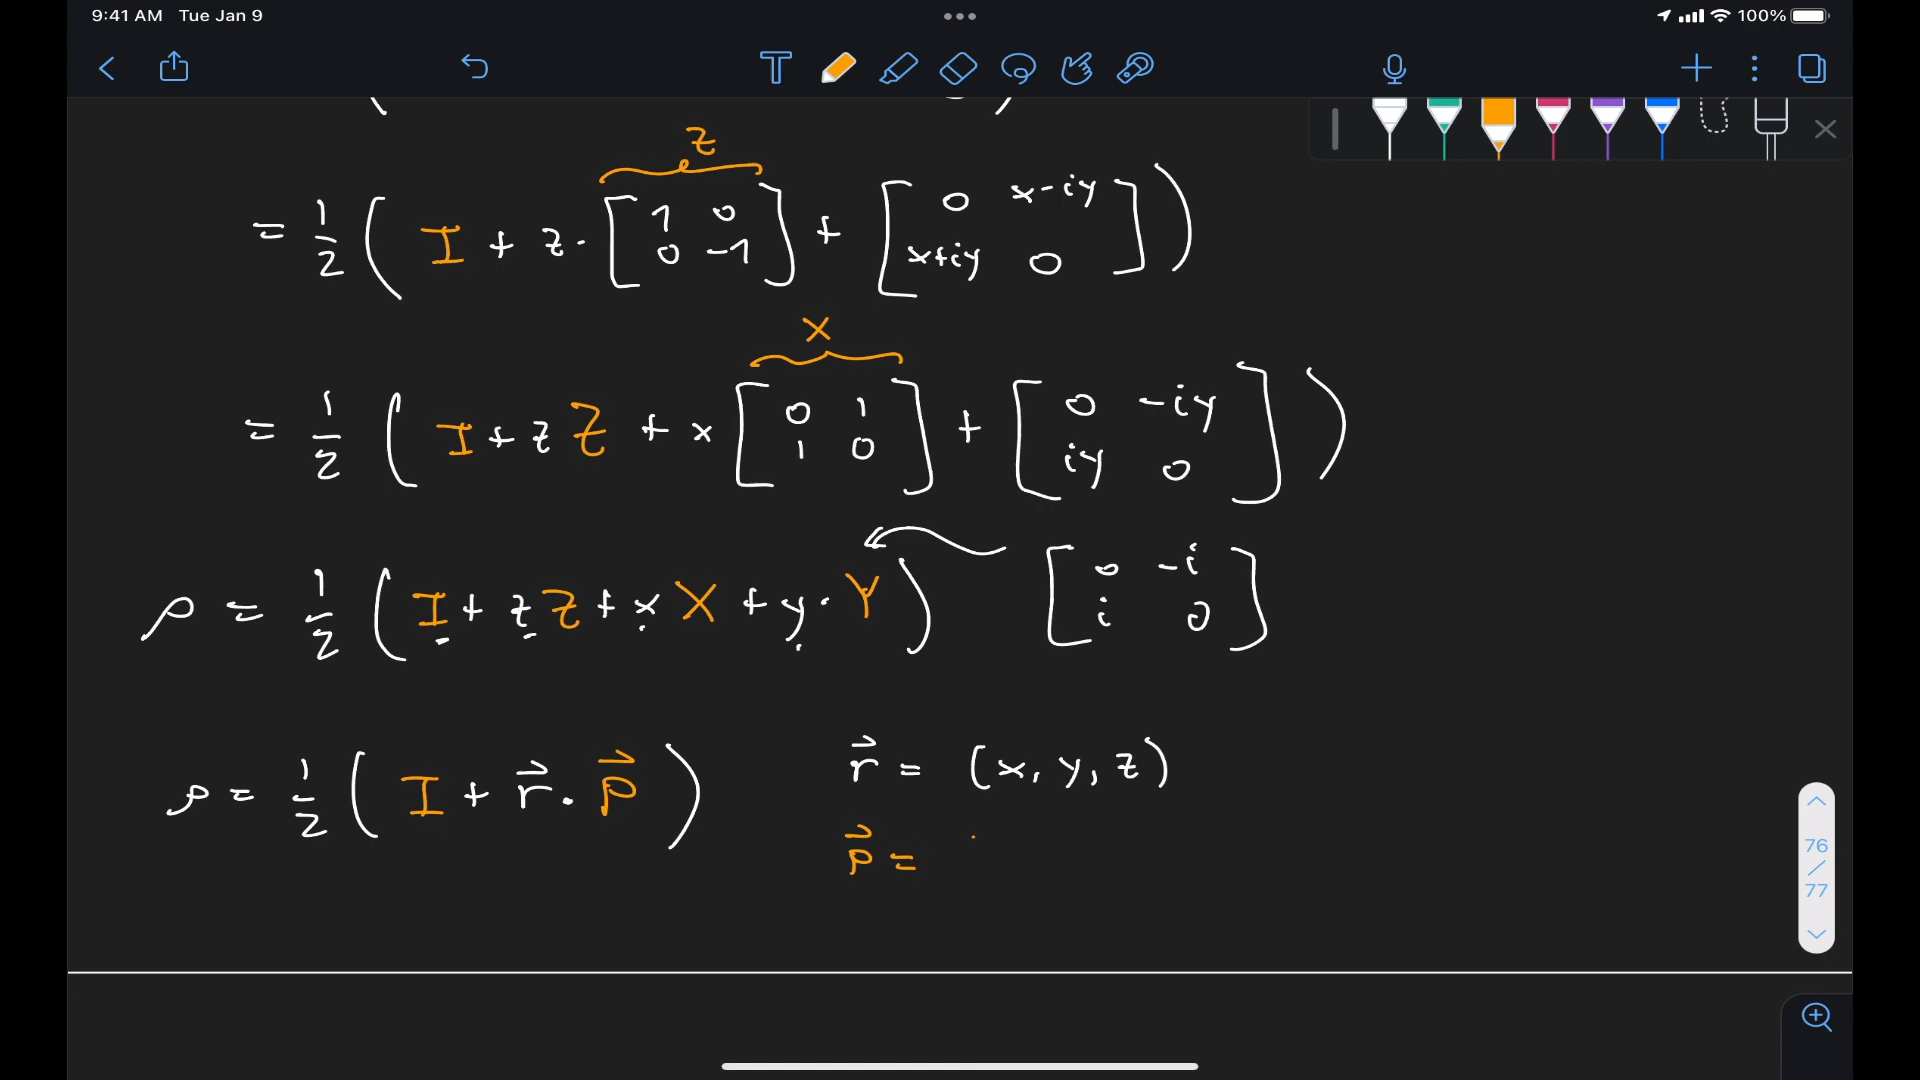 9:41 AM Tue Jan 9
100%
Z
= 1/2 ( I + z · [ 1 0 0 -1 ] + [ 0 x-iy x+iy 0 ] )
X
= 1/2 ( I + z Z + x [ 0 1 1 0 ] + [ 0 -iy iy 0 ] )
ρ = 1/2 ( I + z Z + x X + y · Y ) [ 0 -i i 0 ]
ρ = 1/2 ( I + r⃗ · p⃗ ) r⃗ = (x, y, z)
p⃗ =
76 / 77